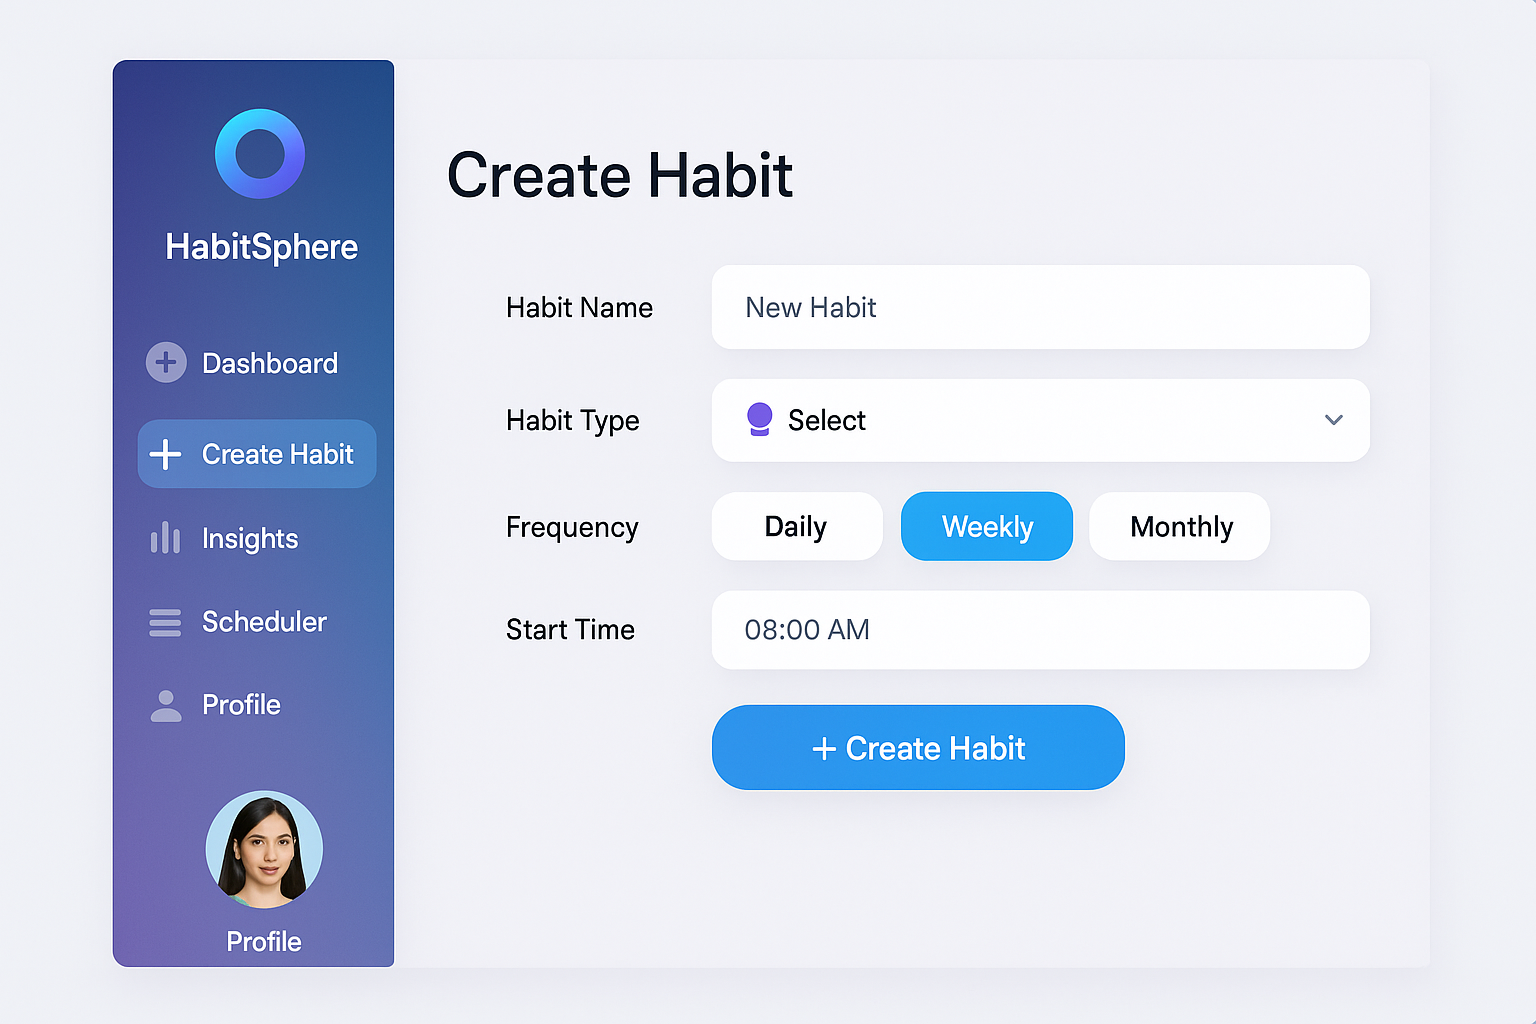 HabitSphere
Dashboard
Create Habit
Insights
Scheduler
Profile
Profile
Create Habit
Habit Name
New Habit
Habit Type
Select
Frequency
Daily
Weekly
Monthly
Start Time
08:00 AM
+ Create Habit